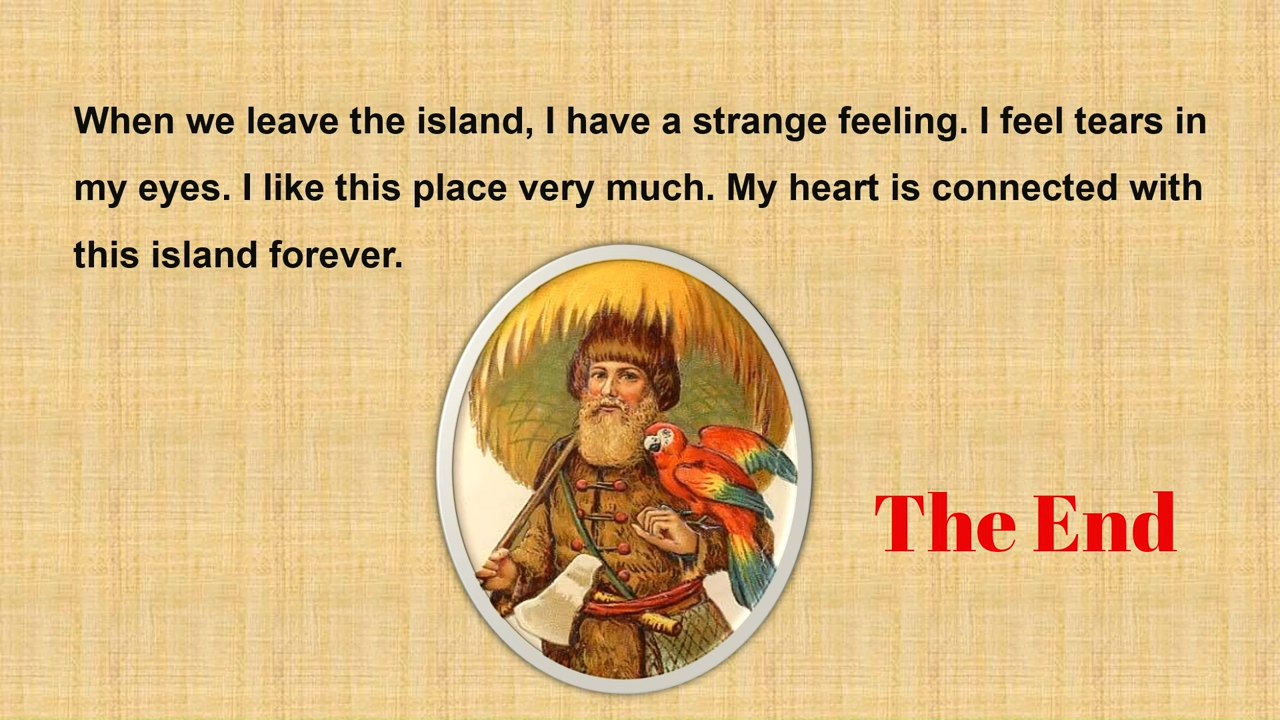 When we leave the island, I have a strange feeling. I feel tears in
my eyes. I like this place very much. My heart is connected with
this island forever.
The End